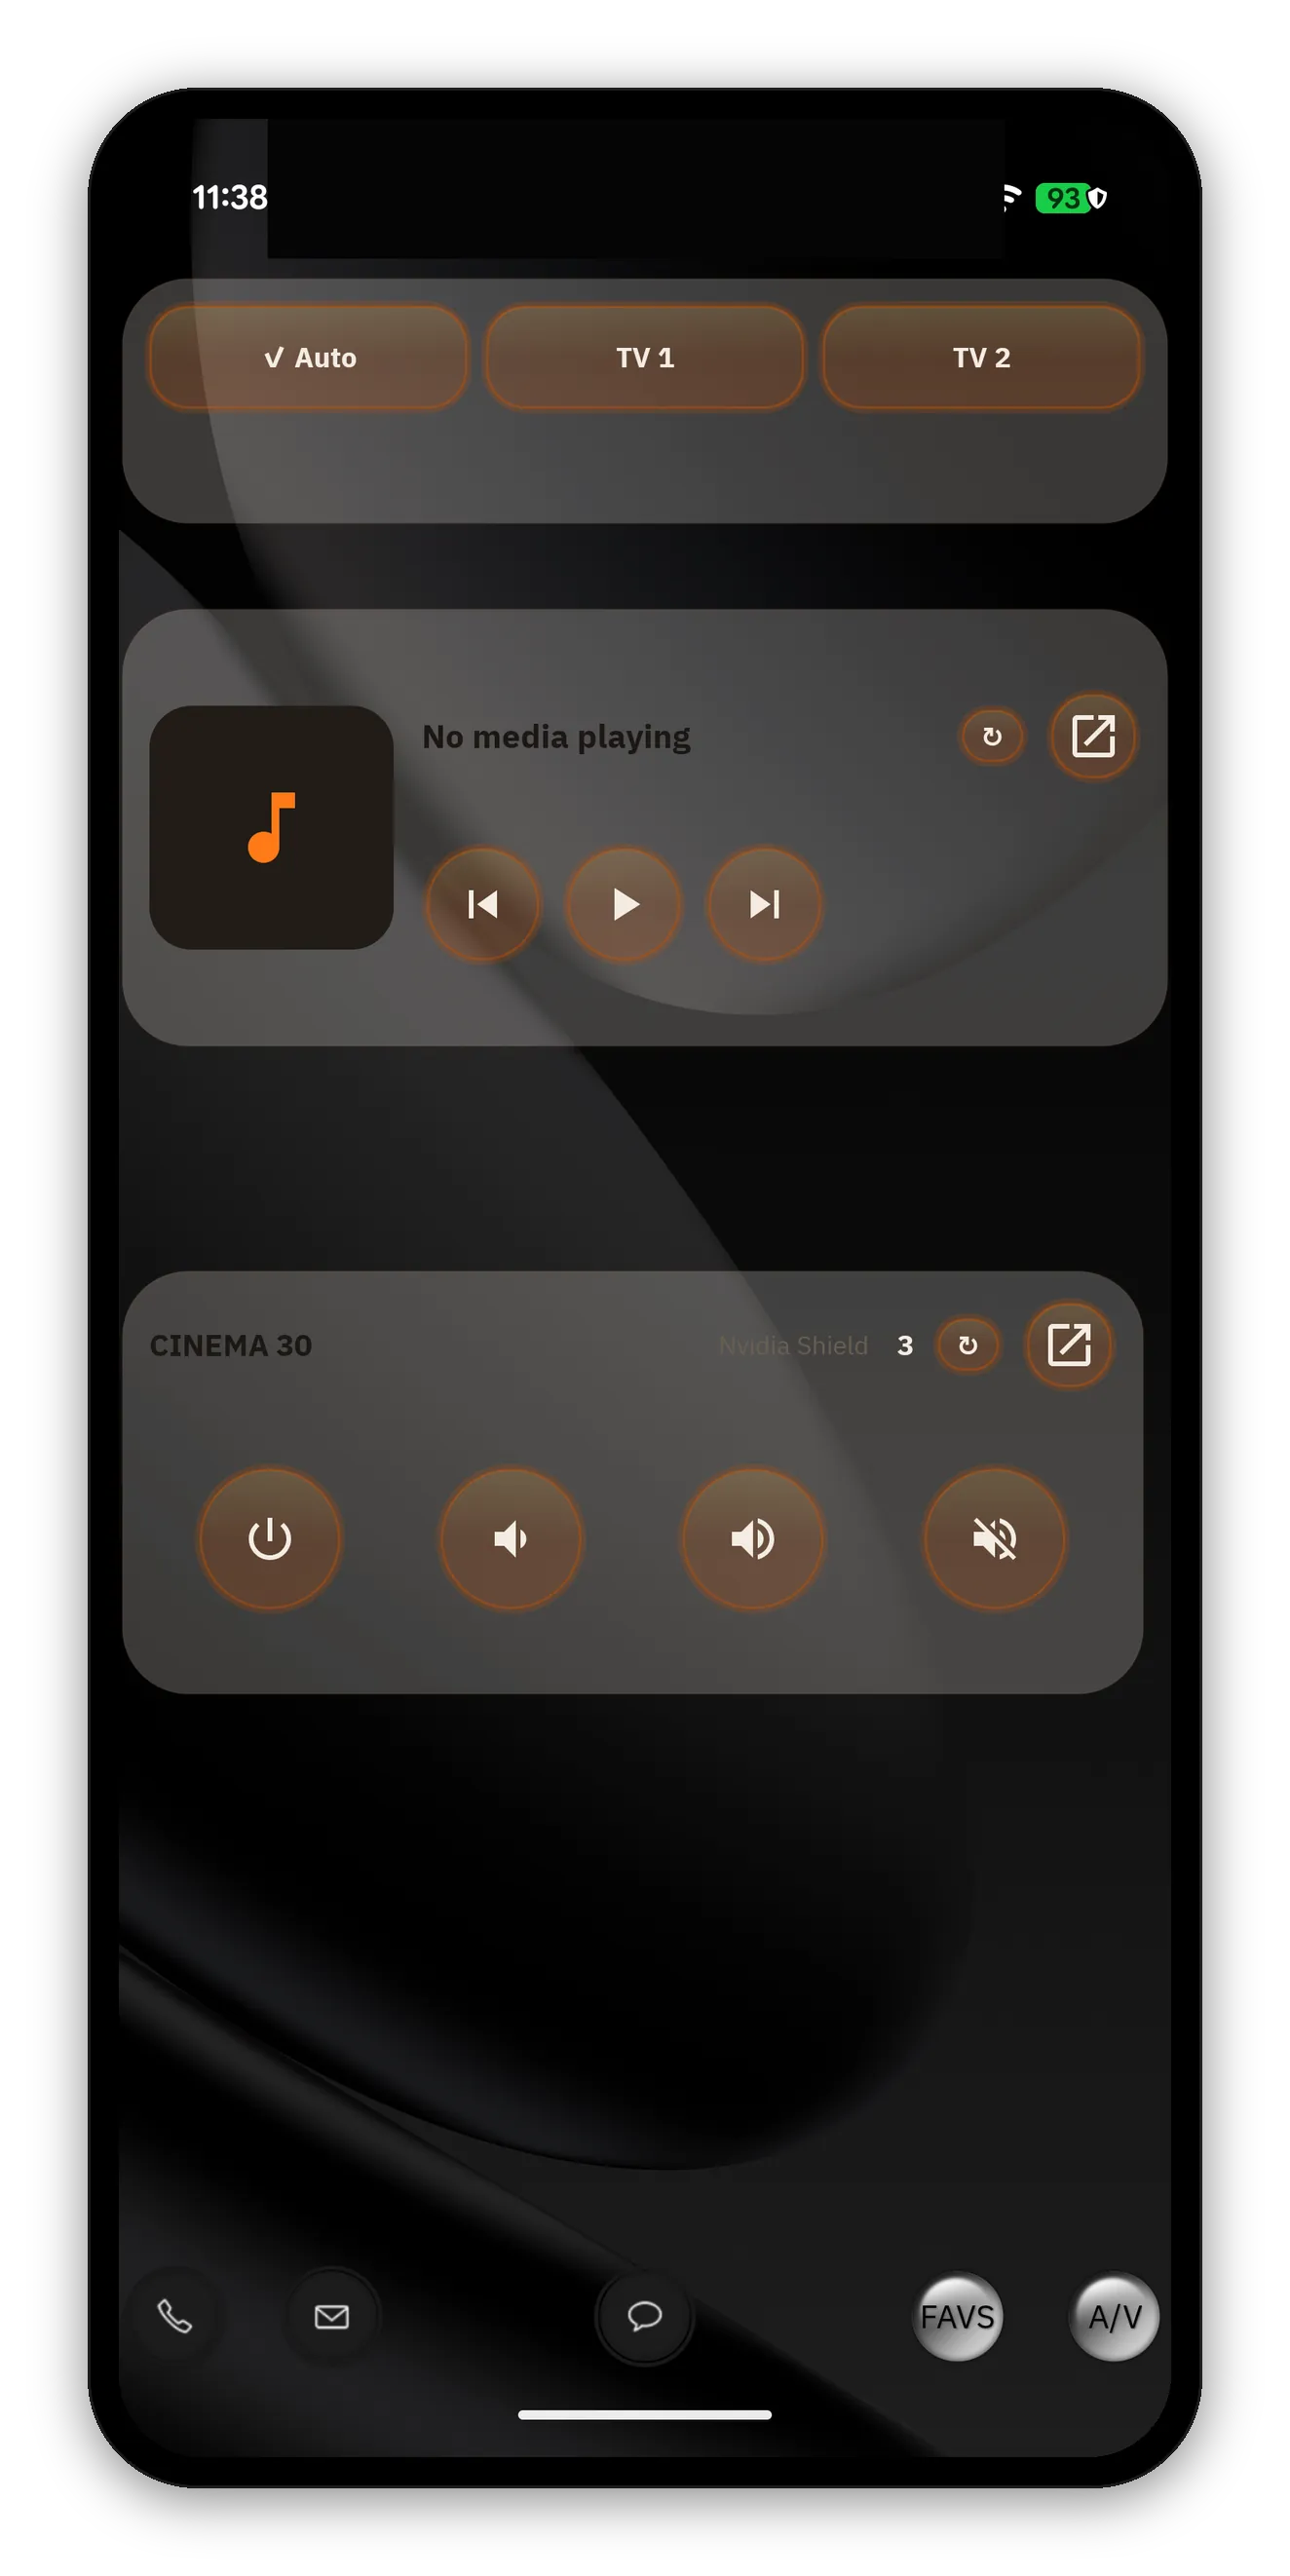 11:38
93
✓ Auto
TV 1
TV 2
No media playing
↻
CINEMA 30
Nvidia Shield
3
↻
FAVS
A/V